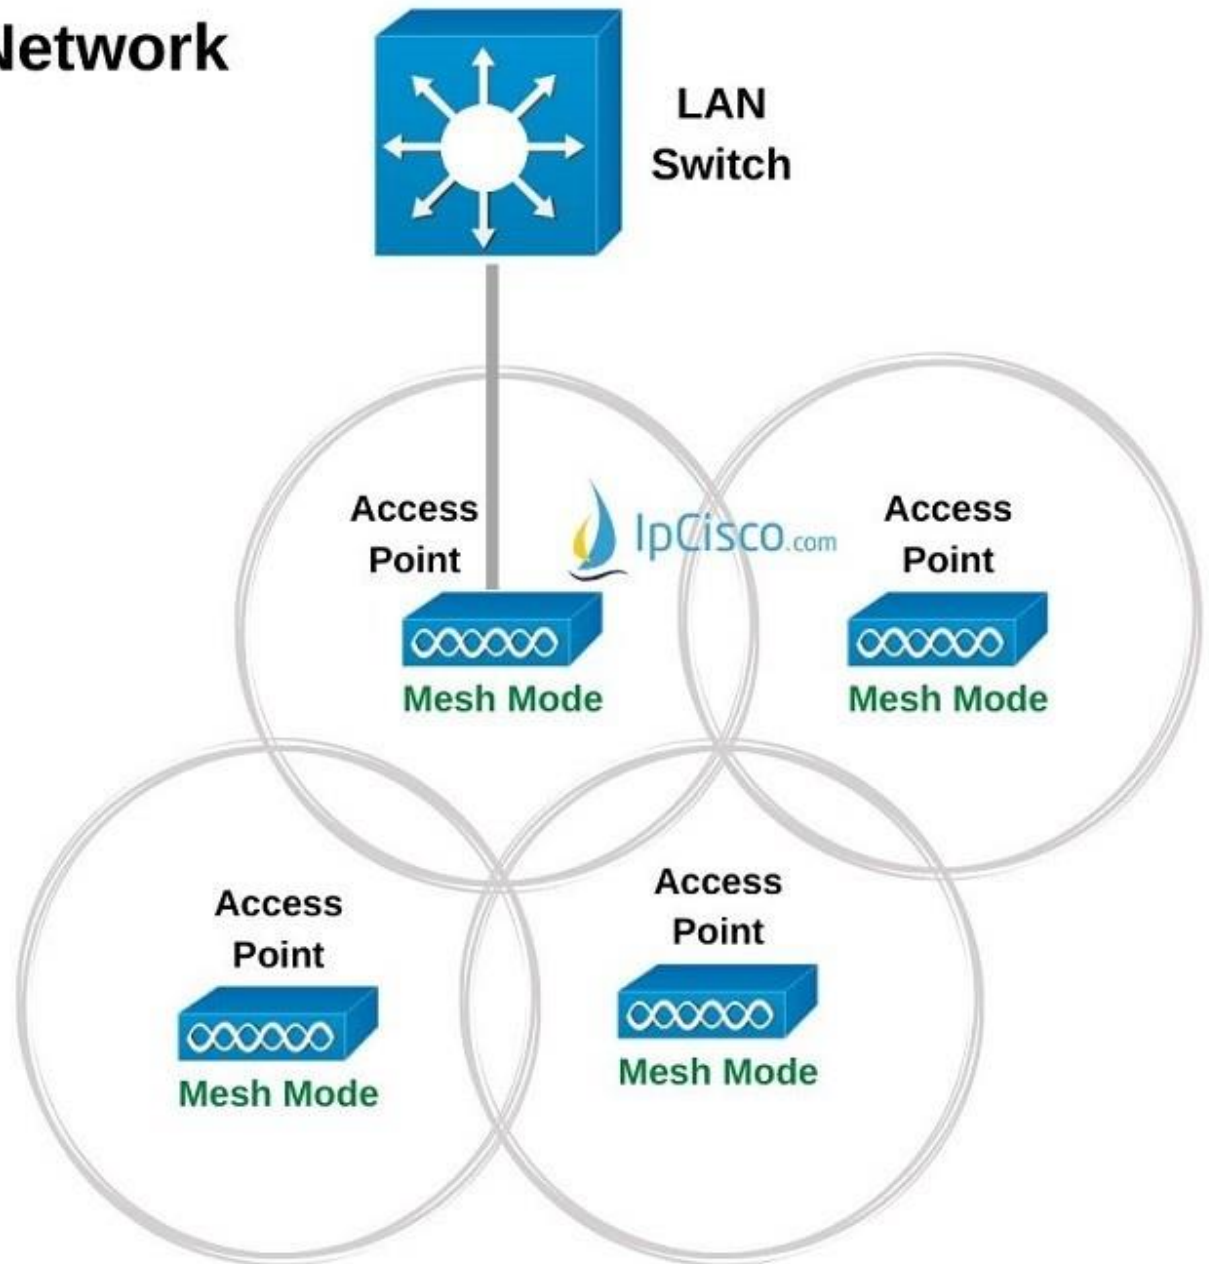 Network
LAN
Switch
Access
Point
IpCisco.com
Access
Point
Mesh Mode
Mesh Mode
Access
Point
Access
Point
Mesh Mode
Mesh Mode